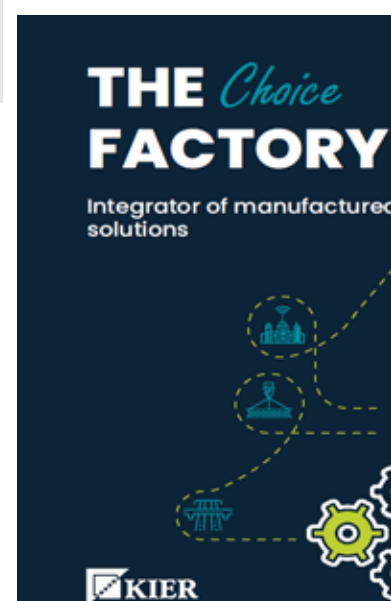 THE Choice
FACTORY
Integrator of manufactured
solutions
KIER